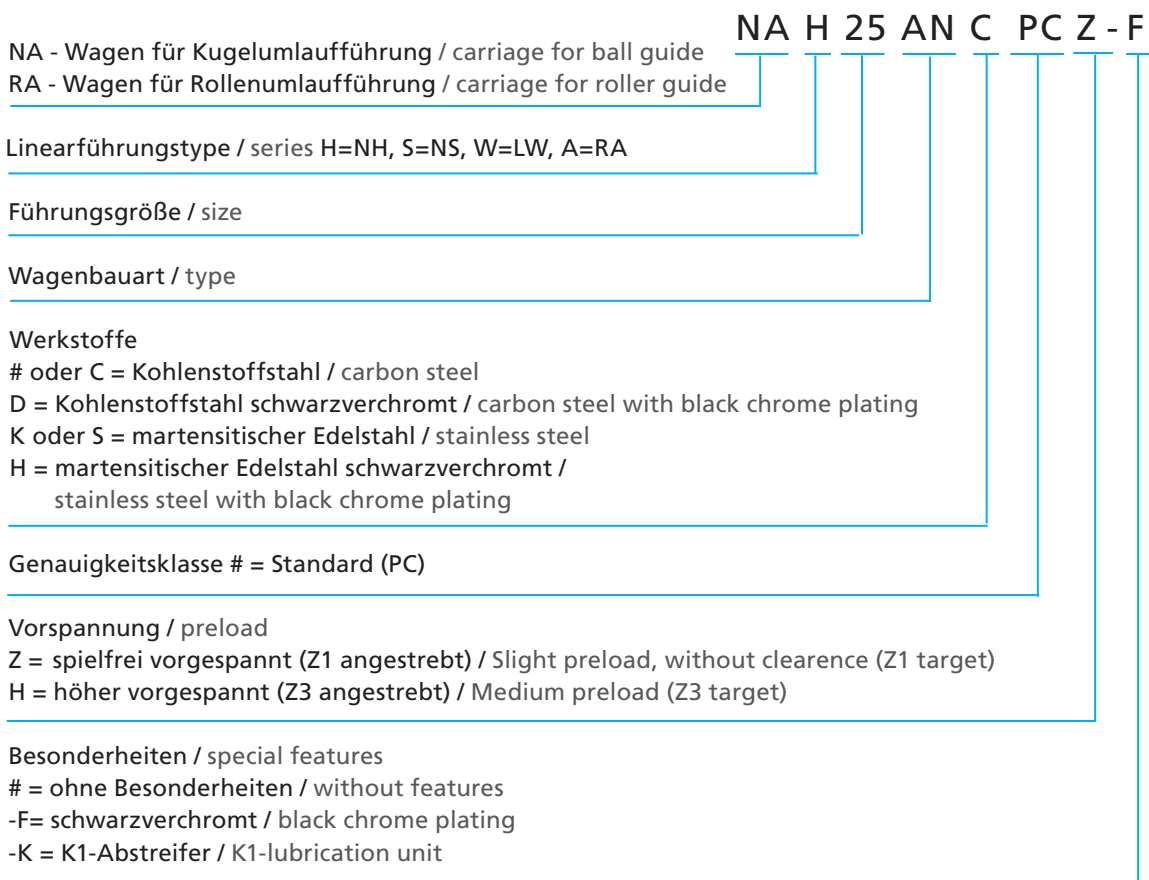 NA H 25 AN C PC Z - F
NA - Wagen für Kugelumlaufführung / carriage for ball guide
RA - Wagen für Rollenumlaufführung / carriage for roller guide
Linearführungstype / series H=NH, S=NS, W=LW, A=RA
Führungsgröße / size
Wagenbauart / type
Werkstoffe
# oder C = Kohlenstoffstahl / carbon steel
D = Kohlenstoffstahl schwarzverchromt / carbon steel with black chrome plating
K oder S = martensitischer Edelstahl / stainless steel
H = martensitischer Edelstahl schwarzverchromt /
stainless steel with black chrome plating
Genauigkeitsklasse # = Standard (PC)
Vorspannung / preload
Z = spielfrei vorgespannt (Z1 angestrebt) / Slight preload, without clearence (Z1 target)
H = höher vorgespannt (Z3 angestrebt) / Medium preload (Z3 target)
Besonderheiten / special features
# = ohne Besonderheiten / without features
-F= schwarzverchromt / black chrome plating
-K = K1-Abstreifer / K1-lubrication unit